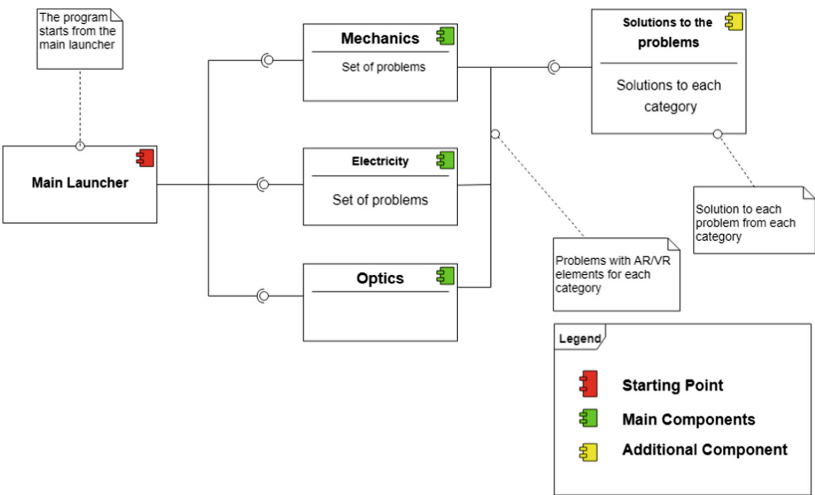 The program
starts from the
main launcher
Main Launcher
Mechanics
Set of problems
Electricity
Set of problems
Optics
Solutions to the
problems
Solutions to each
category
Solution to each
problem from each
category
Problems with AR/VR
elements for each
category
Legend
Starting Point
Main Components
Additional Component